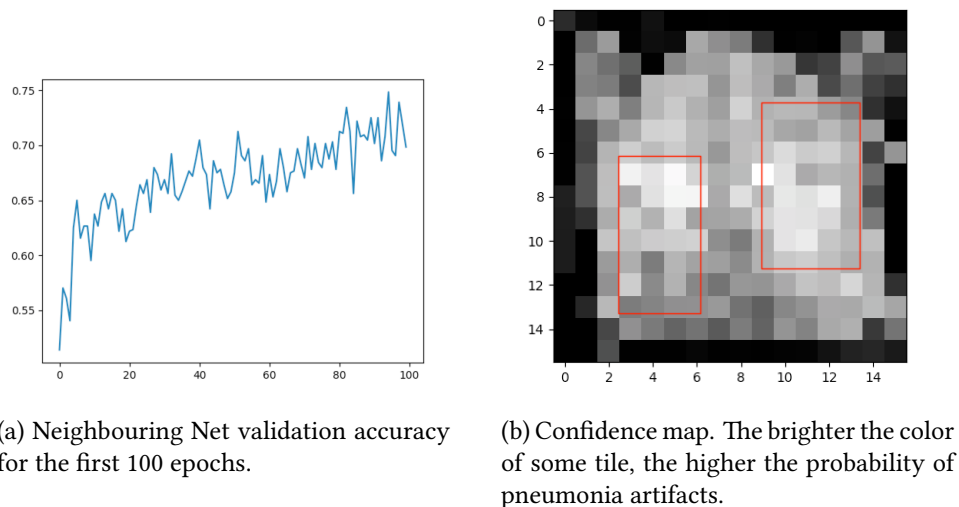 0.75
0.70
0.65
0.60
0.55
0 20 40 60 80 100
0
2
4
6
8
10
12
14
0 2 4 6 8 10 12 14
(a) Neighbouring Net validation accuracy
for the first 100 epochs.
(b) Confidence map. The brighter the color
of some tile, the higher the probability of
pneumonia artifacts.